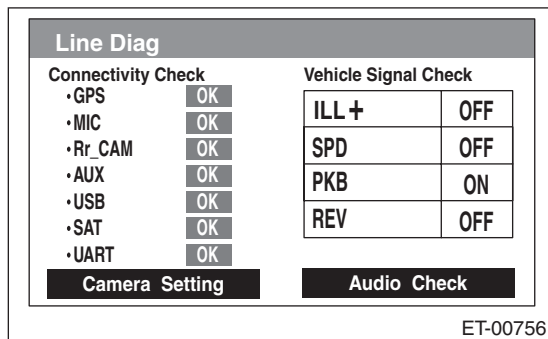 Line Diag
Connectivity Check
•GPS OK
•MIC OK
•Rr_CAM OK
•AUX OK
•USB OK
•SAT OK
•UART OK
Camera Setting
Vehicle Signal Check
ILL+ OFF
SPD OFF
PKB ON
REV OFF
Audio Check
ET-00756